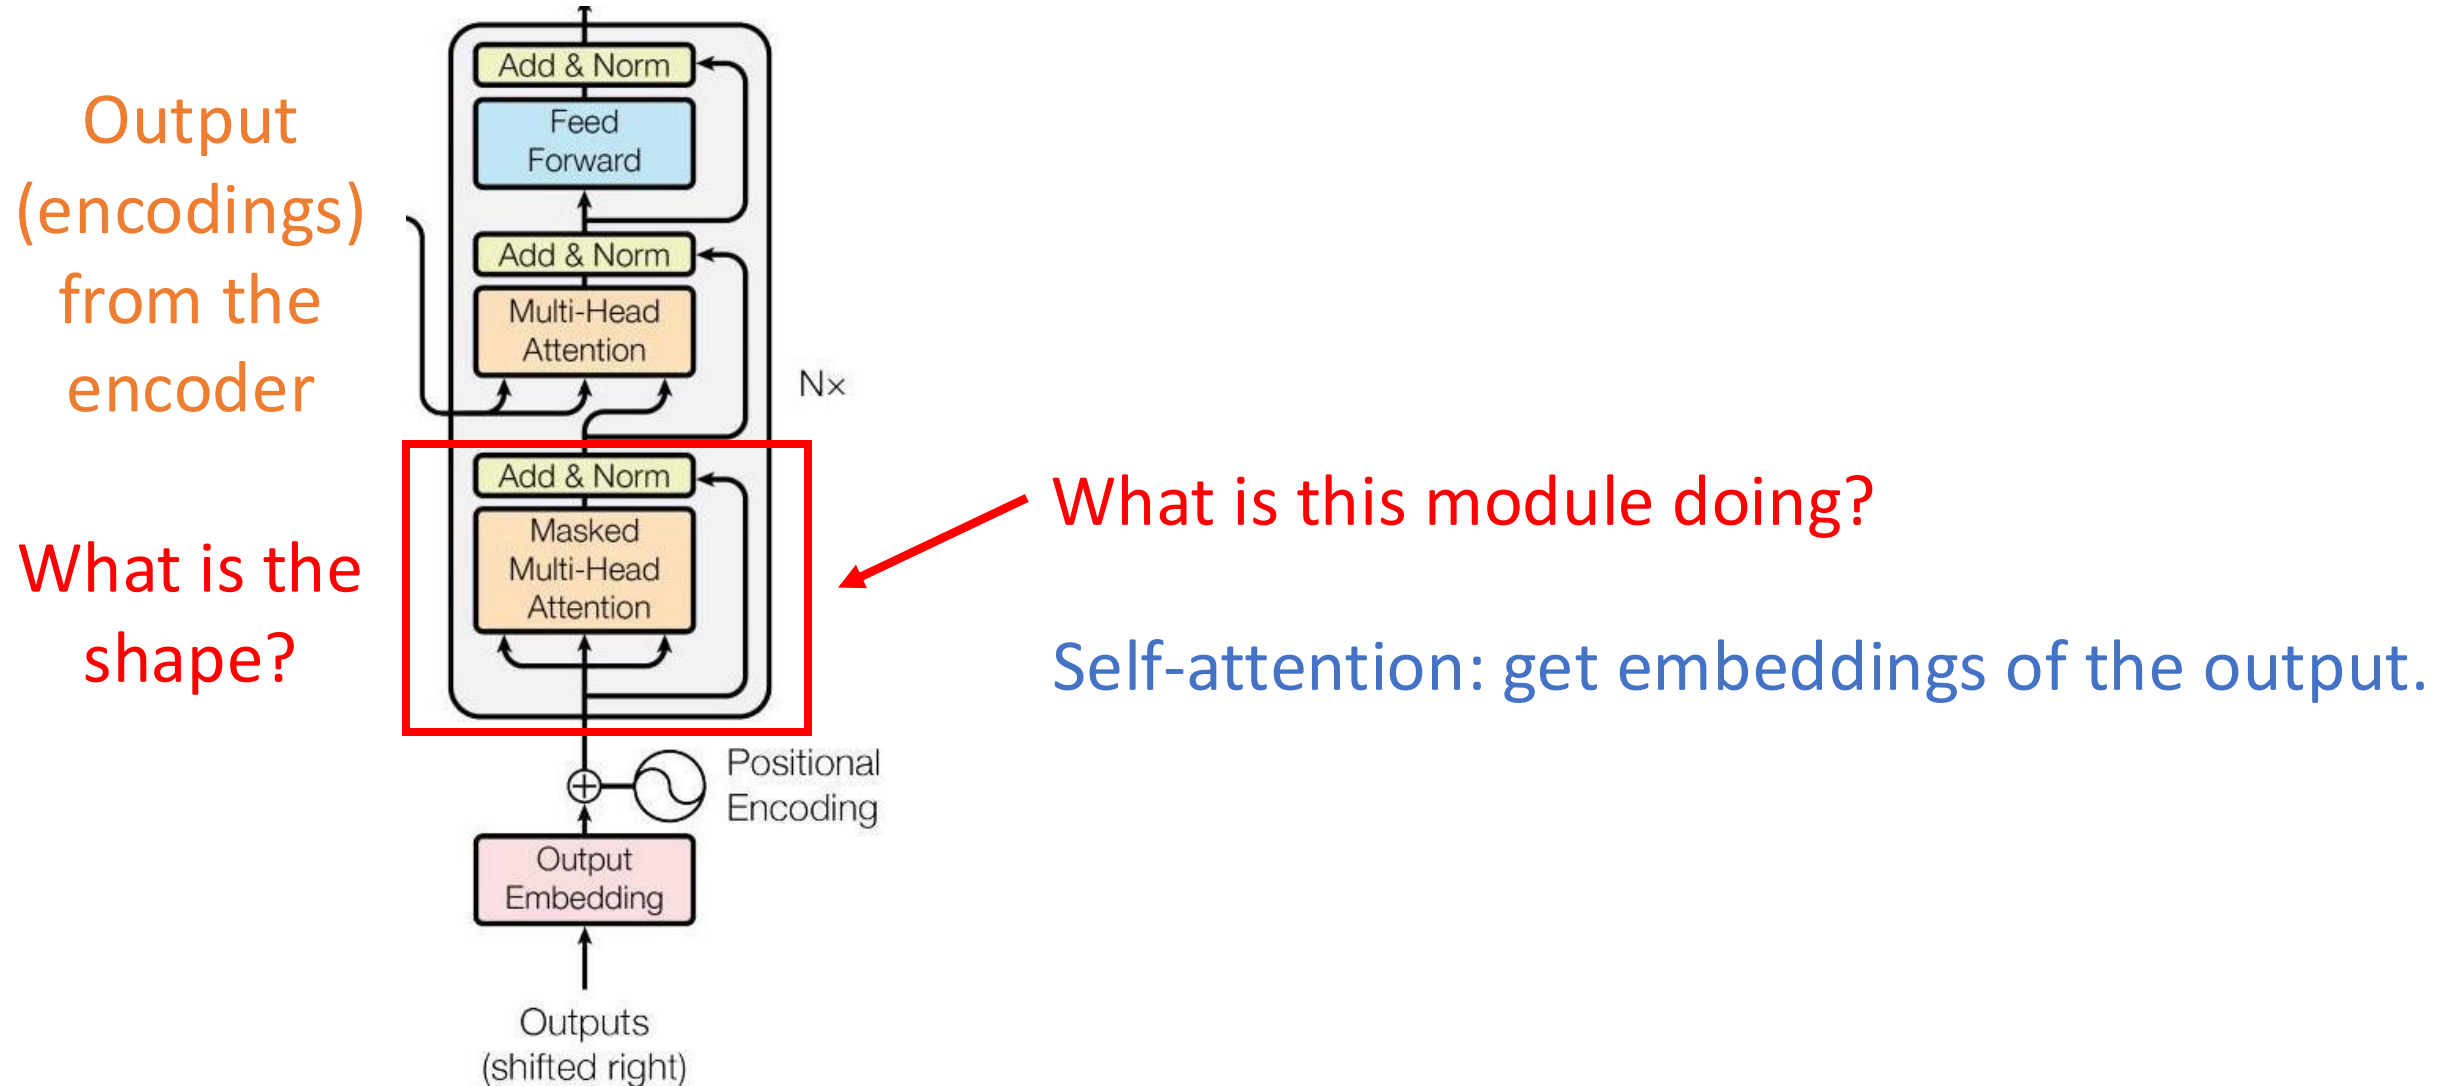 Output
(encodings)
from the
encoder
What is the
shape?
Add & Norm
Feed
Forward
Add & Norm
Multi-Head
Attention
N×
Add & Norm
Masked
Multi-Head
Attention
Positional
Encoding
Output
Embedding
Outputs
(shifted right)
What is this module doing?
Self-attention: get embeddings of the output.